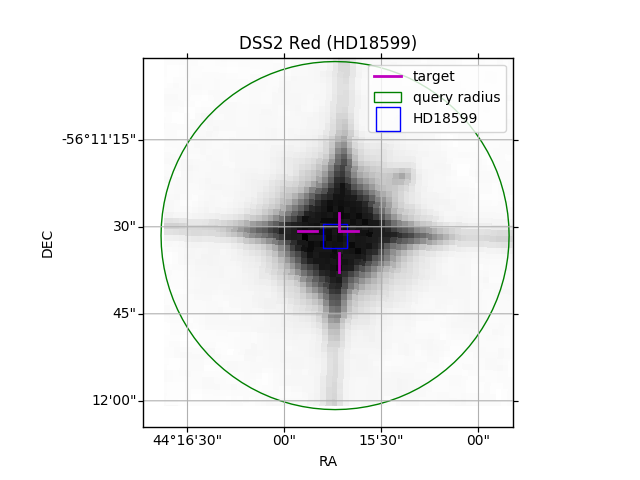 DSS2 Red (HD18599)
target
query radius
HD18599
-56°11'15"
30"
45"
12'00"
DEC
44°16'30"
00"
15'30"
00"
RA